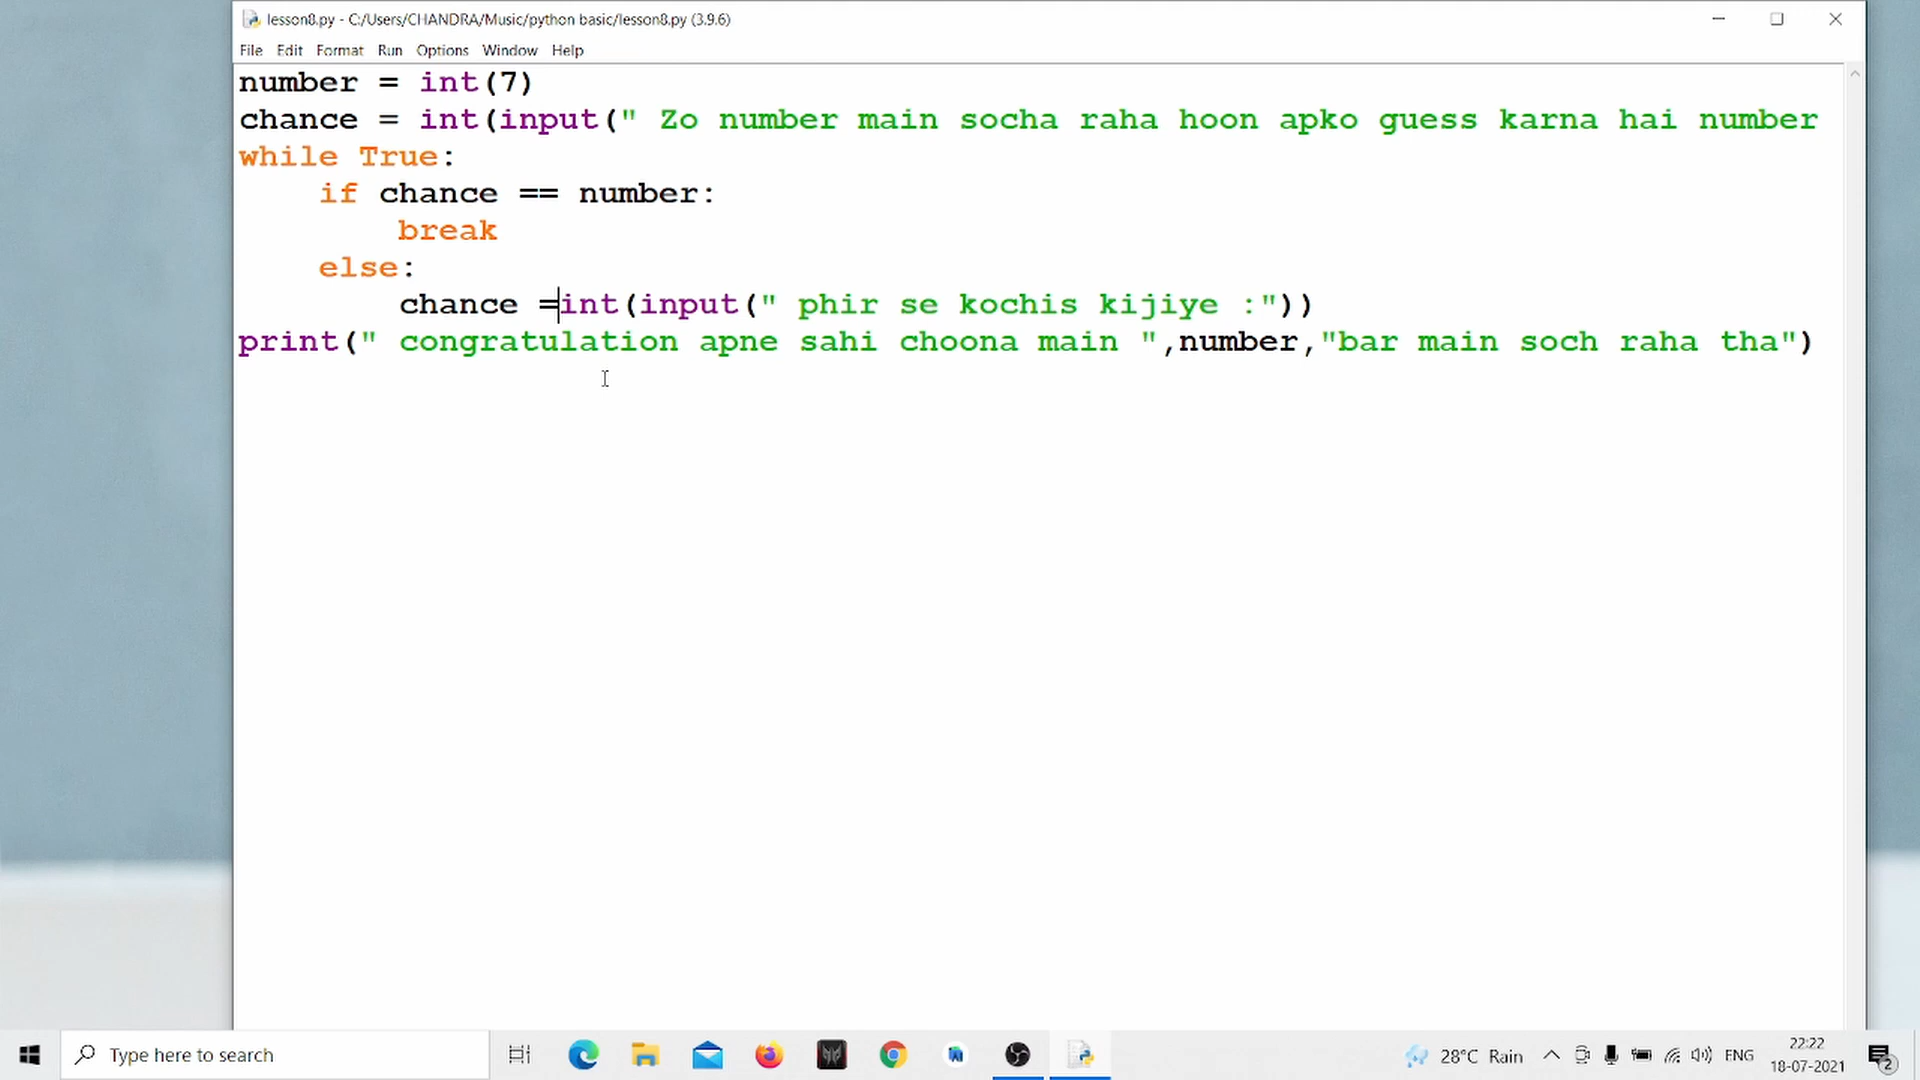 lesson8.py - C:/Users/CHANDRA/Music/python basic/lesson8.py (3.9.6)
File Edit Format Run Options Window Help
number = int(7)
chance = int(input(" Zo number main socha raha hoon apko guess karna hai number
while True:
    if chance == number:
        break
    else:
        chance =int(input(" phir se kochis kijiye :"))
print(" congratulation apne sahi choona main ",number,"bar main soch raha tha")
Type here to search
28°C Rain
ENG
22:22
18-07-2021
2